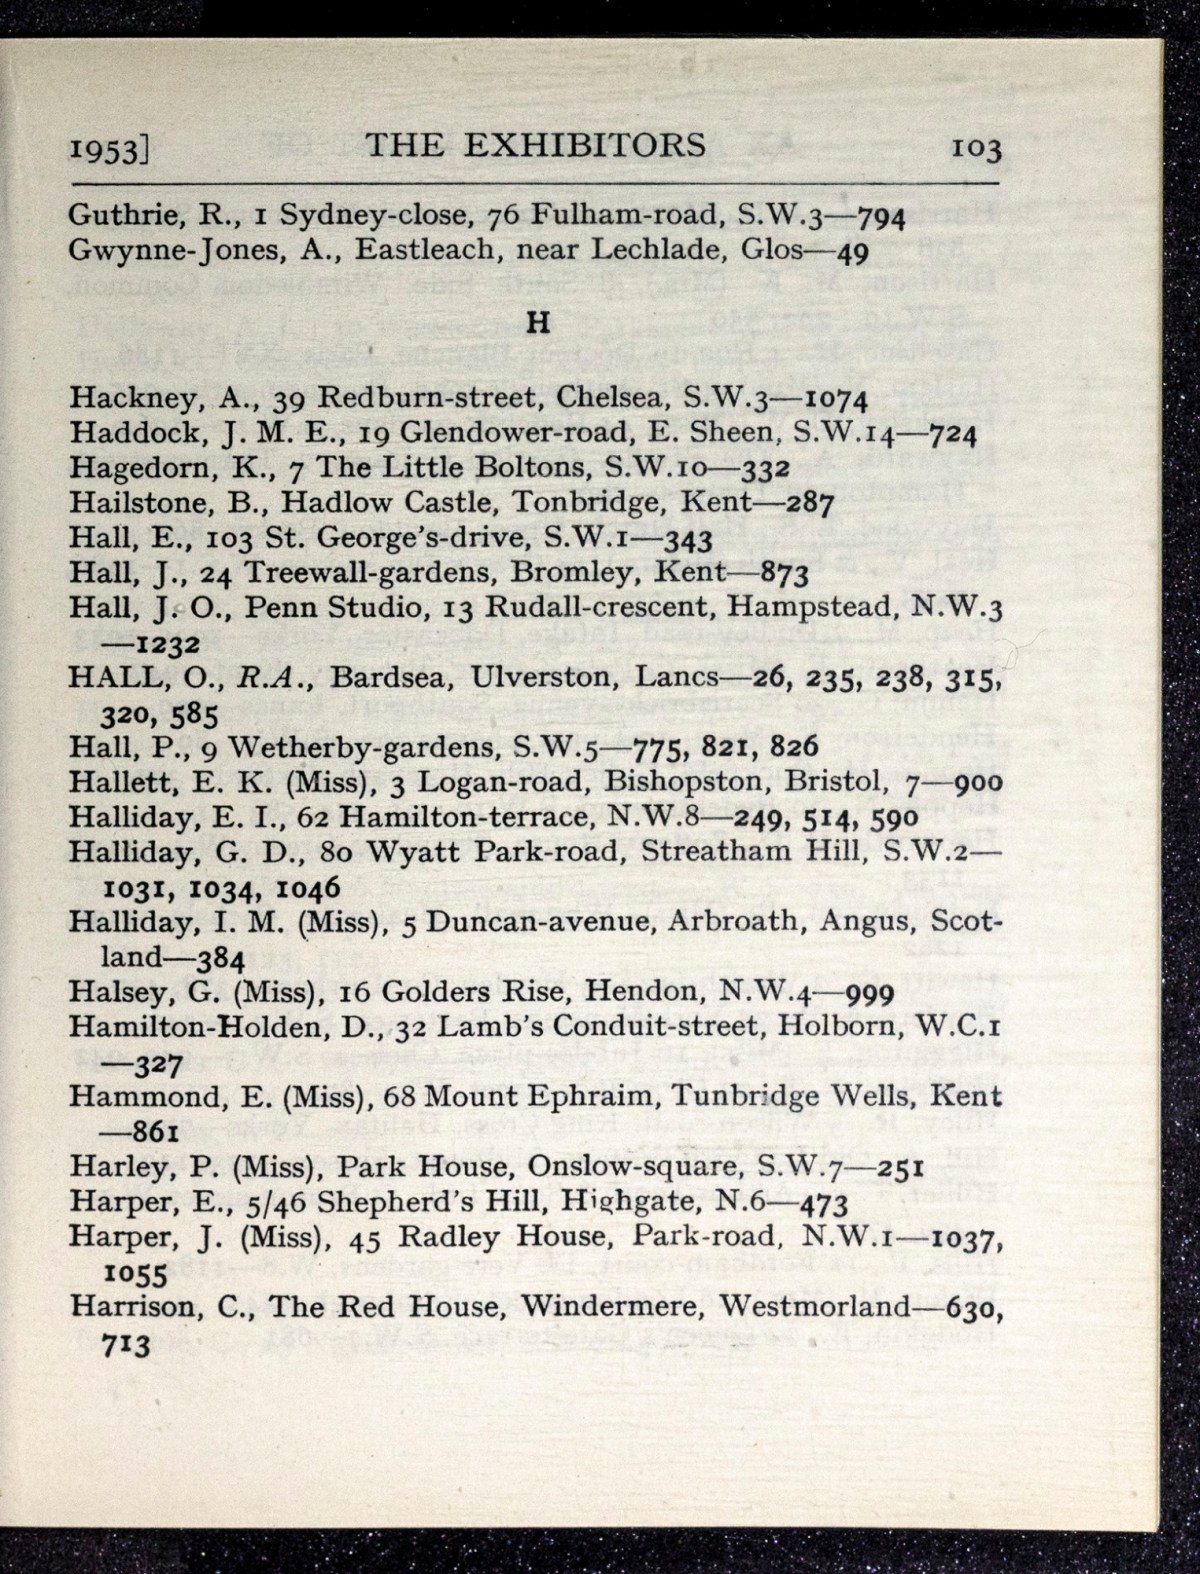 1953] THE EXHIBITORS 103
Guthrie, R., 1 Sydney-close, 76 Fulham-road, S.W.3—794
Gwynne-Jones, A., Eastleach, near Lechlade, Glos—49
H
Hackney, A., 39 Redburn-street, Chelsea, S.W.3—1074
Haddock, J. M. E., 19 Glendower-road, E. Sheen, S.W.14—724
Hagedorn, K., 7 The Little Boltons, S.W.10—332
Hailstone, B., Hadlow Castle, Tonbridge, Kent—287
Hall, E., 103 St. George's-drive, S.W.1—343
Hall, J., 24 Treewall-gardens, Bromley, Kent—873
Hall, J. O., Penn Studio, 13 Rudall-crescent, Hampstead, N.W.3
—1232
HALL, O., R.A., Bardsea, Ulverston, Lancs—26, 235, 238, 315,
320, 585
Hall, P., 9 Wetherby-gardens, S.W.5—775, 821, 826
Hallett, E. K. (Miss), 3 Logan-road, Bishopston, Bristol, 7—900
Halliday, E. I., 62 Hamilton-terrace, N.W.8—249, 514, 590
Halliday, G. D., 80 Wyatt Park-road, Streatham Hill, S.W.2—
1031, 1034, 1046
Halliday, I. M. (Miss), 5 Duncan-avenue, Arbroath, Angus, Scot-
land—384
Halsey, G. (Miss), 16 Golders Rise, Hendon, N.W.4—999
Hamilton-Holden, D., 32 Lamb's Conduit-street, Holborn, W.C.1
—327
Hammond, E. (Miss), 68 Mount Ephraim, Tunbridge Wells, Kent
—861
Harley, P. (Miss), Park House, Onslow-square, S.W.7—251
Harper, E., 5/46 Shepherd's Hill, Highgate, N.6—473
Harper, J. (Miss), 45 Radley House, Park-road, N.W.1—1037,
1055
Harrison, C., The Red House, Windermere, Westmorland—630,
713